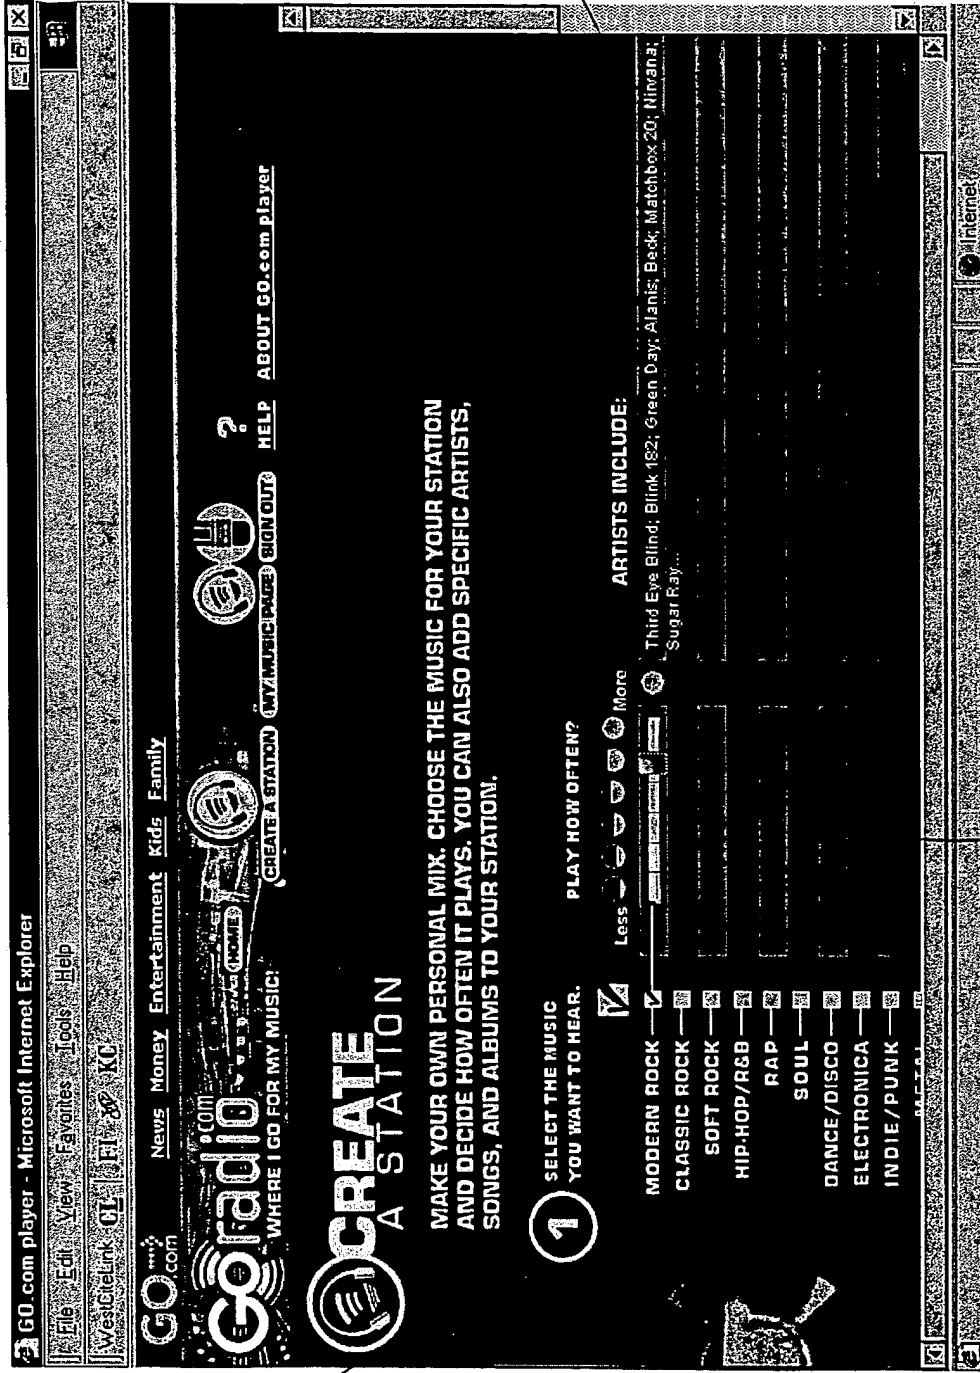 GO.com player - Microsoft Internet Explorer
File Edit View Favorites Tools Help
WestCiteLink CL FI KC
GO.com
News Money Entertainment Kids Family
GO radio.com
WHERE I GO FOR MY MUSIC!
HOME
CREATE A STATION
MY MUSIC PAGE
SIGN OUT
?
HELP
ABOUT GO.com player
CREATE
A STATION
MAKE YOUR OWN PERSONAL MIX. CHOOSE THE MUSIC FOR YOUR STATION
AND DECIDE HOW OFTEN IT PLAYS. YOU CAN ALSO ADD SPECIFIC ARTISTS,
SONGS, AND ALBUMS TO YOUR STATION.
1
SELECT THE MUSIC
YOU WANT TO HEAR.
PLAY HOW OFTEN?
Less More
ARTISTS INCLUDE:
MODERN ROCK
Third Eye Blind; Blink 182; Green Day; Alanis; Beck; Matchbox 20; Nirvana;
Sugar Ray...
CLASSIC ROCK
SOFT ROCK
HIP-HOP/R&B
RAP
SOUL
DANCE/DISCO
ELECTRONICA
INDIE/PUNK
METAL
Internet